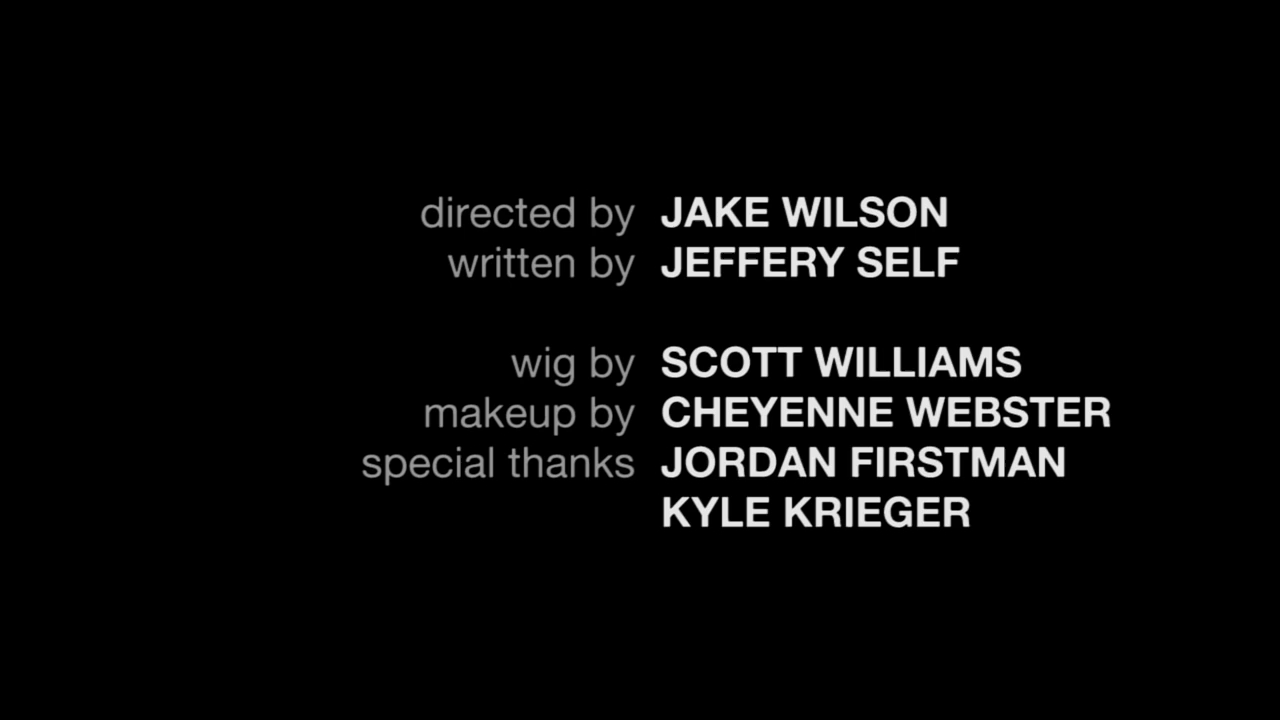 directed by JAKE WILSON
written by JEFFERY SELF
wig by SCOTT WILLIAMS
makeup by CHEYENNE WEBSTER
special thanks JORDAN FIRSTMAN
KYLE KRIEGER